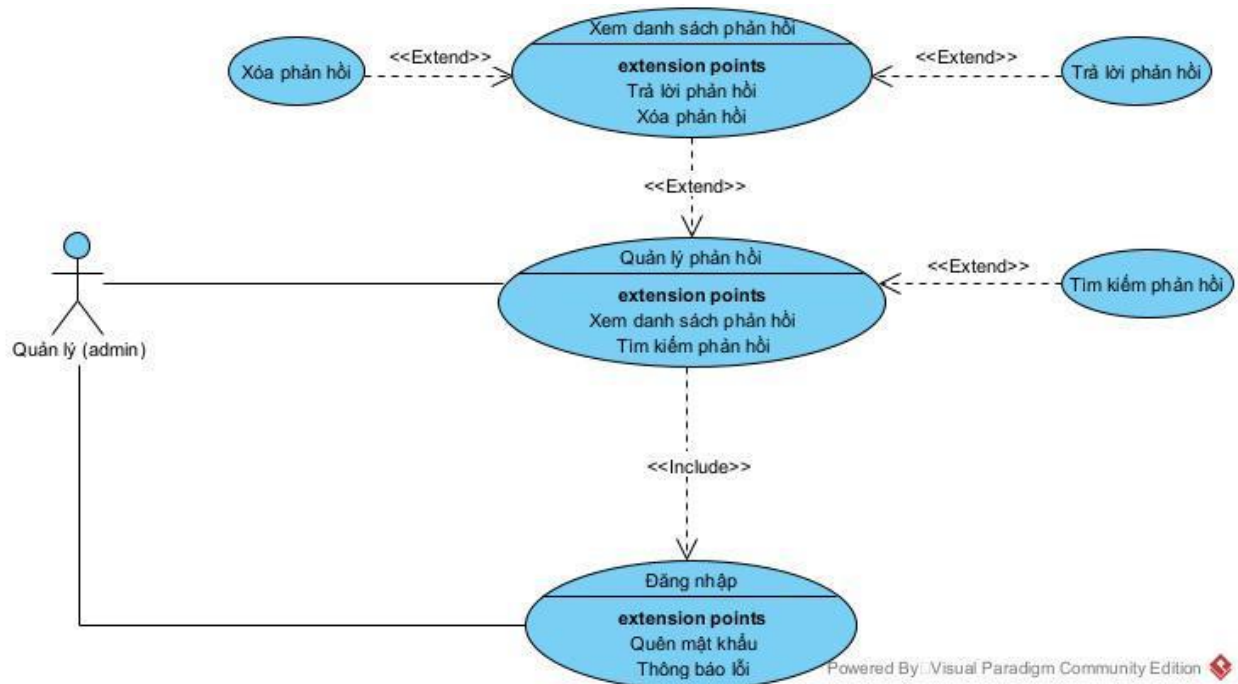 Xem danh sách phản hồi
<<Extend>>
<<Extend>>
Xóa phản hồi
extension points
Trả lời phản hồi
Trả lời phản hồi
Xóa phản hồi
<<Extend>>
Quản lý phản hồi
<<Extend>>
extension points
Tìm kiếm phản hồi
Xem danh sách phản hồi
Tìm kiếm phản hồi
Quản lý (admin)
<<Include>>
Đăng nhập
extension points
Quên mật khẩu
Thông báo lỗi
Powered By Visual Paradigm Community Edition